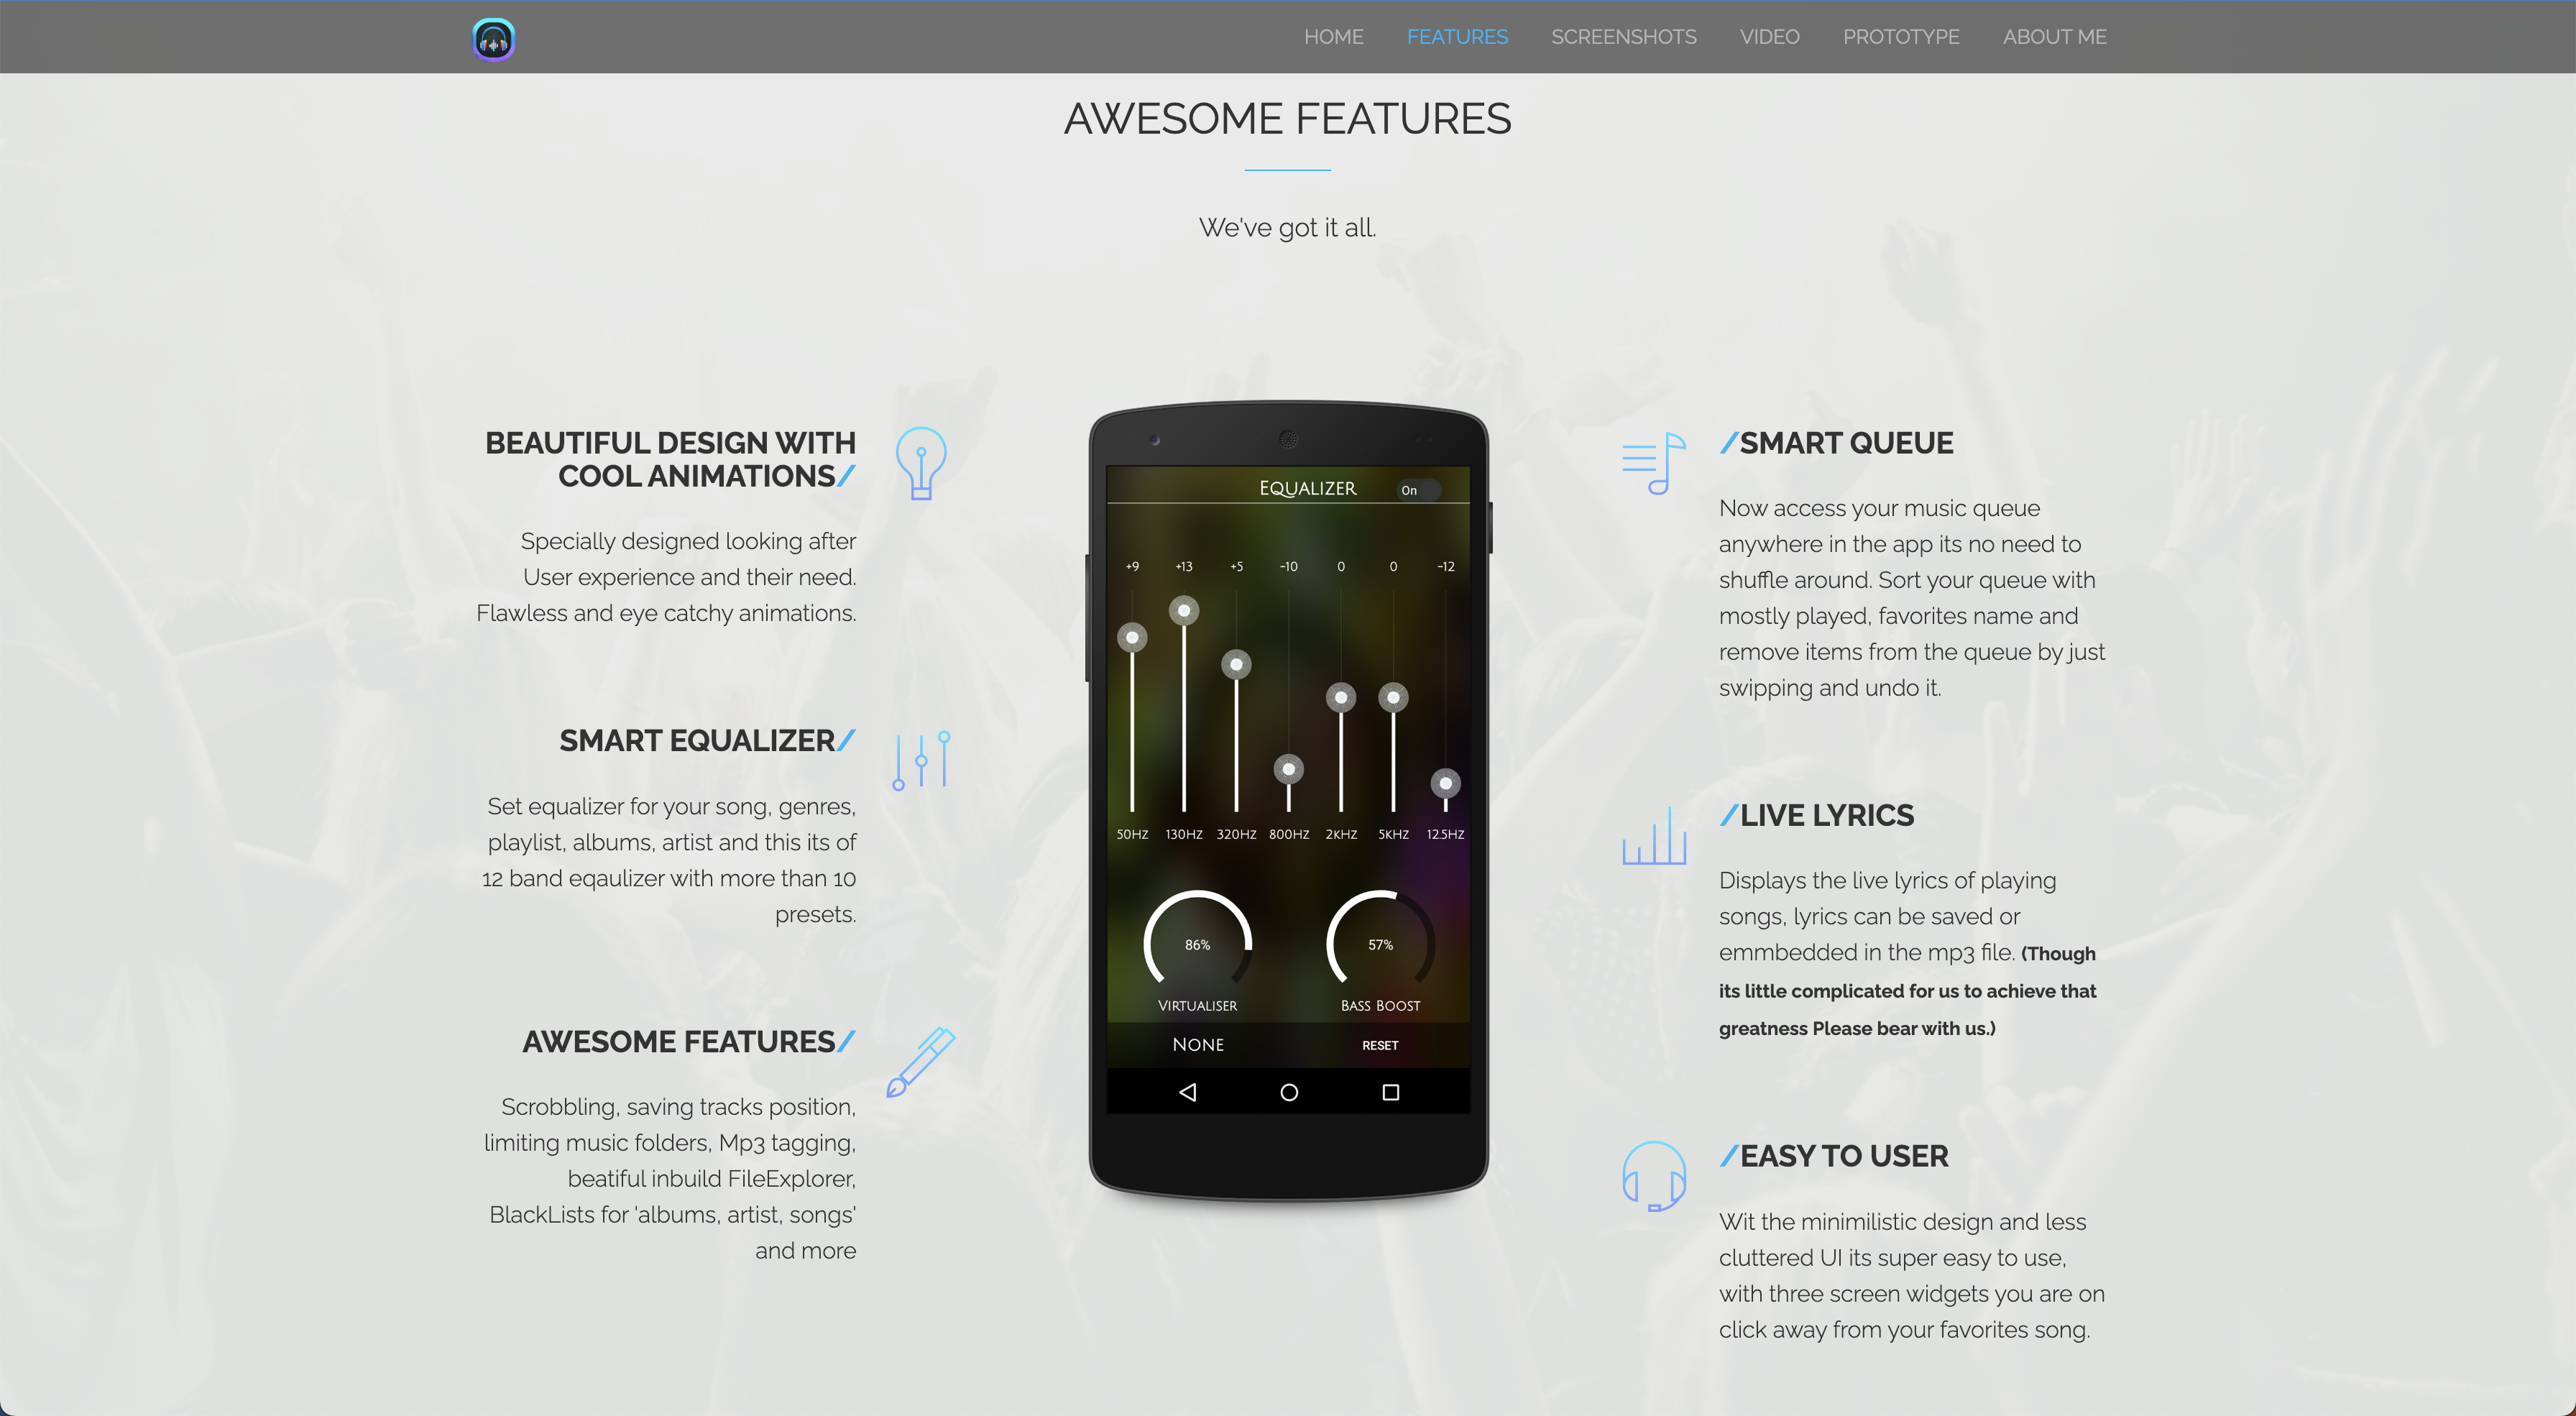 HOME FEATURES SCREENSHOTS VIDEO PROTOTYPE ABOUT ME
AWESOME FEATURES
We've got it all.
BEAUTIFUL DESIGN WITH
COOL ANIMATIONS/
Specially designed looking after
User experience and their need.
Flawless and eye catchy animations.
SMART EQUALIZER/
Set equalizer for your song, genres,
playlist, albums, artist and this its of
12 band eqaulizer with more than 10
presets.
AWESOME FEATURES/
Scrobbling, saving tracks position,
limiting music folders, Mp3 tagging,
beatiful inbuild FileExplorer,
BlackLists for 'albums, artist, songs'
and more
EQUALIZER On
+9 +13 +5 -10 0 0 -12
50HZ 130HZ 320HZ 800HZ 2KHZ 5KHZ 12.5HZ
86% 57%
VIRTUALISER BASS BOOST
NONE RESET
/SMART QUEUE
Now access your music queue
anywhere in the app its no need to
shuffle around. Sort your queue with
mostly played, favorites name and
remove items from the queue by just
swipping and undo it.
/LIVE LYRICS
Displays the live lyrics of playing
songs, lyrics can be saved or
emmbedded in the mp3 file. (Though
its little complicated for us to achieve that
greatness Please bear with us.)
/EASY TO USER
Wit the minimilistic design and less
cluttered UI its super easy to use,
with three screen widgets you are on
click away from your favorites song.